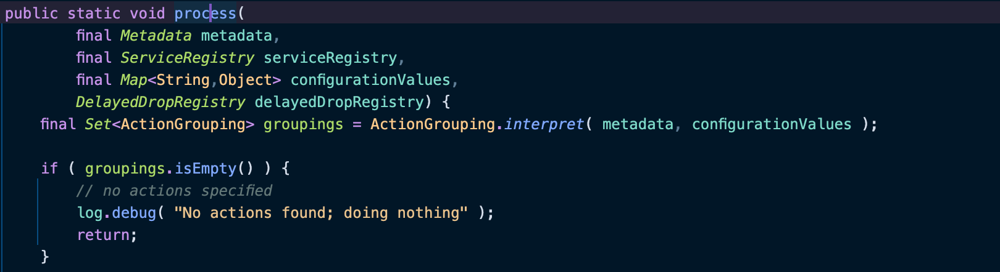 public static void process(
final Metadata metadata,
final ServiceRegistry serviceRegistry,
final Map<String,Object> configurationValues,
DelayedDropRegistry delayedDropRegistry) {
final Set<ActionGrouping> groupings = ActionGrouping.interpret( metadata, configurationValues );
if ( groupings.isEmpty() ) {
// no actions specified
log.debug( "No actions found; doing nothing" );
return;
}